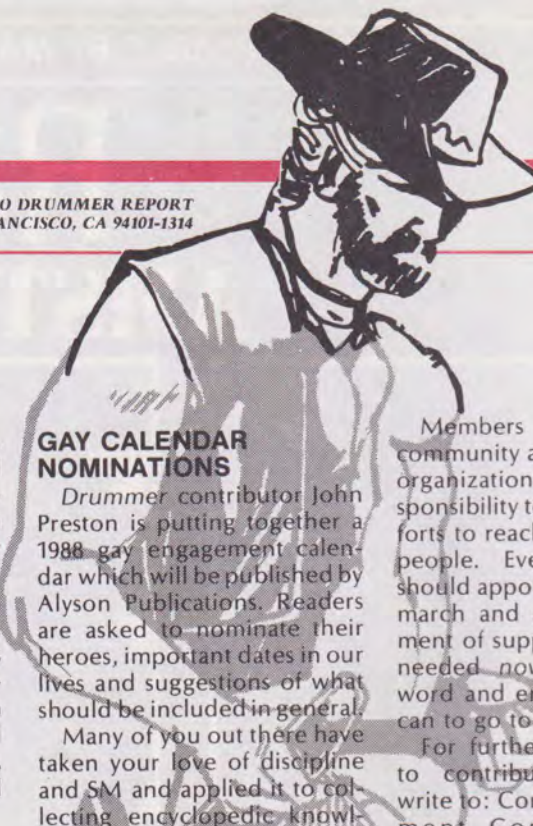 O DRUMMER REPORT
ANCISCO, CA 94101-1314
GAY CALENDAR
NOMINATIONS
Drummer contributor John
Preston is putting together a
1988 gay engagement calen-
dar which will be published by
Alyson Publications. Readers
are asked to nominate their
heroes, important dates in our
lives and suggestions of what
should be included in general.
Many of you out there have
taken your love of discipline
and SM and applied it to col-
lecting encyclopedic knowl-
Members
community a
organization
sponsibility to
forts to reach
people. Eve
should appo
march and
ment of supp
needed now
word and en
can to go to
For furthe
to contribu
write to: Con